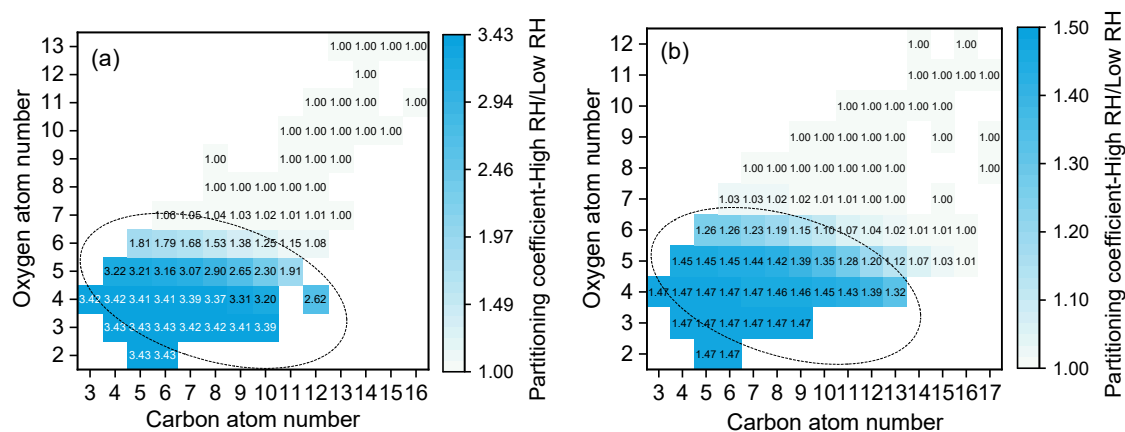 (a)
Oxygen atom number
13 1.00 1.00 1.00 1.00
12 1.00
11 1.00 1.00 1.00 1.00
10 1.00 1.00 1.00 1.00 1.00
9 1.00 1.00 1.00 1.00
8 1.00 1.00 1.00 1.00 1.00
7 1.06 1.05 1.04 1.03 1.02 1.01 1.01 1.00
6 1.81 1.79 1.68 1.53 1.38 1.25 1.15 1.08
5 3.22 3.21 3.16 3.07 2.90 2.65 2.30 1.91
4 3.42 3.42 3.41 3.41 3.39 3.37 3.31 3.20 2.62
3 3.43 3.43 3.43 3.42 3.42 3.41 3.39
2 3.43 3.43
3 4 5 6 7 8 9 10 11 12 13 14 15 16
Carbon atom number
3.43
2.94
2.46
1.97
1.49
1.00
Partitioning coefficient-High RH/Low RH
(b)
Oxygen atom number
12 1.00 1.00
11 1.00 1.00 1.00 1.00
10 1.00 1.00 1.00 1.00 1.00
9 1.00 1.00 1.00 1.00 1.00 1.00 1.00
8 1.00 1.00 1.00 1.00 1.00 1.00 1.00
7 1.03 1.03 1.02 1.02 1.01 1.01 1.00 1.00 1.00
6 1.26 1.26 1.23 1.19 1.15 1.10 1.07 1.04 1.02 1.01 1.01 1.00
5 1.45 1.45 1.45 1.44 1.42 1.39 1.35 1.28 1.20 1.12 1.07 1.03 1.01
4 1.47 1.47 1.47 1.47 1.47 1.46 1.46 1.45 1.43 1.39 1.32
3 1.47 1.47 1.47 1.47 1.47 1.47
2 1.47 1.47
3 4 5 6 7 8 9 10 11 12 13 14 15 16 17
Carbon atom number
1.50
1.40
1.30
1.20
1.10
1.00
Partitioning coefficient-High RH/Low RH